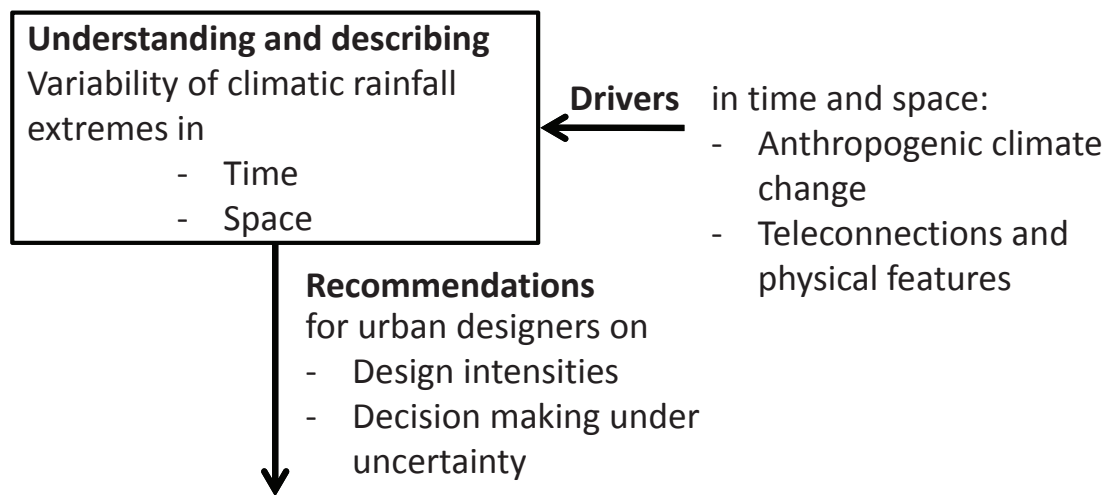 Understanding and describing
Variability of climatic rainfall
extremes in
- Time
- Space
Drivers in time and space:
- Anthropogenic climate
change
- Teleconnections and
physical features
Recommendations
for urban designers on
- Design intensities
- Decision making under
uncertainty